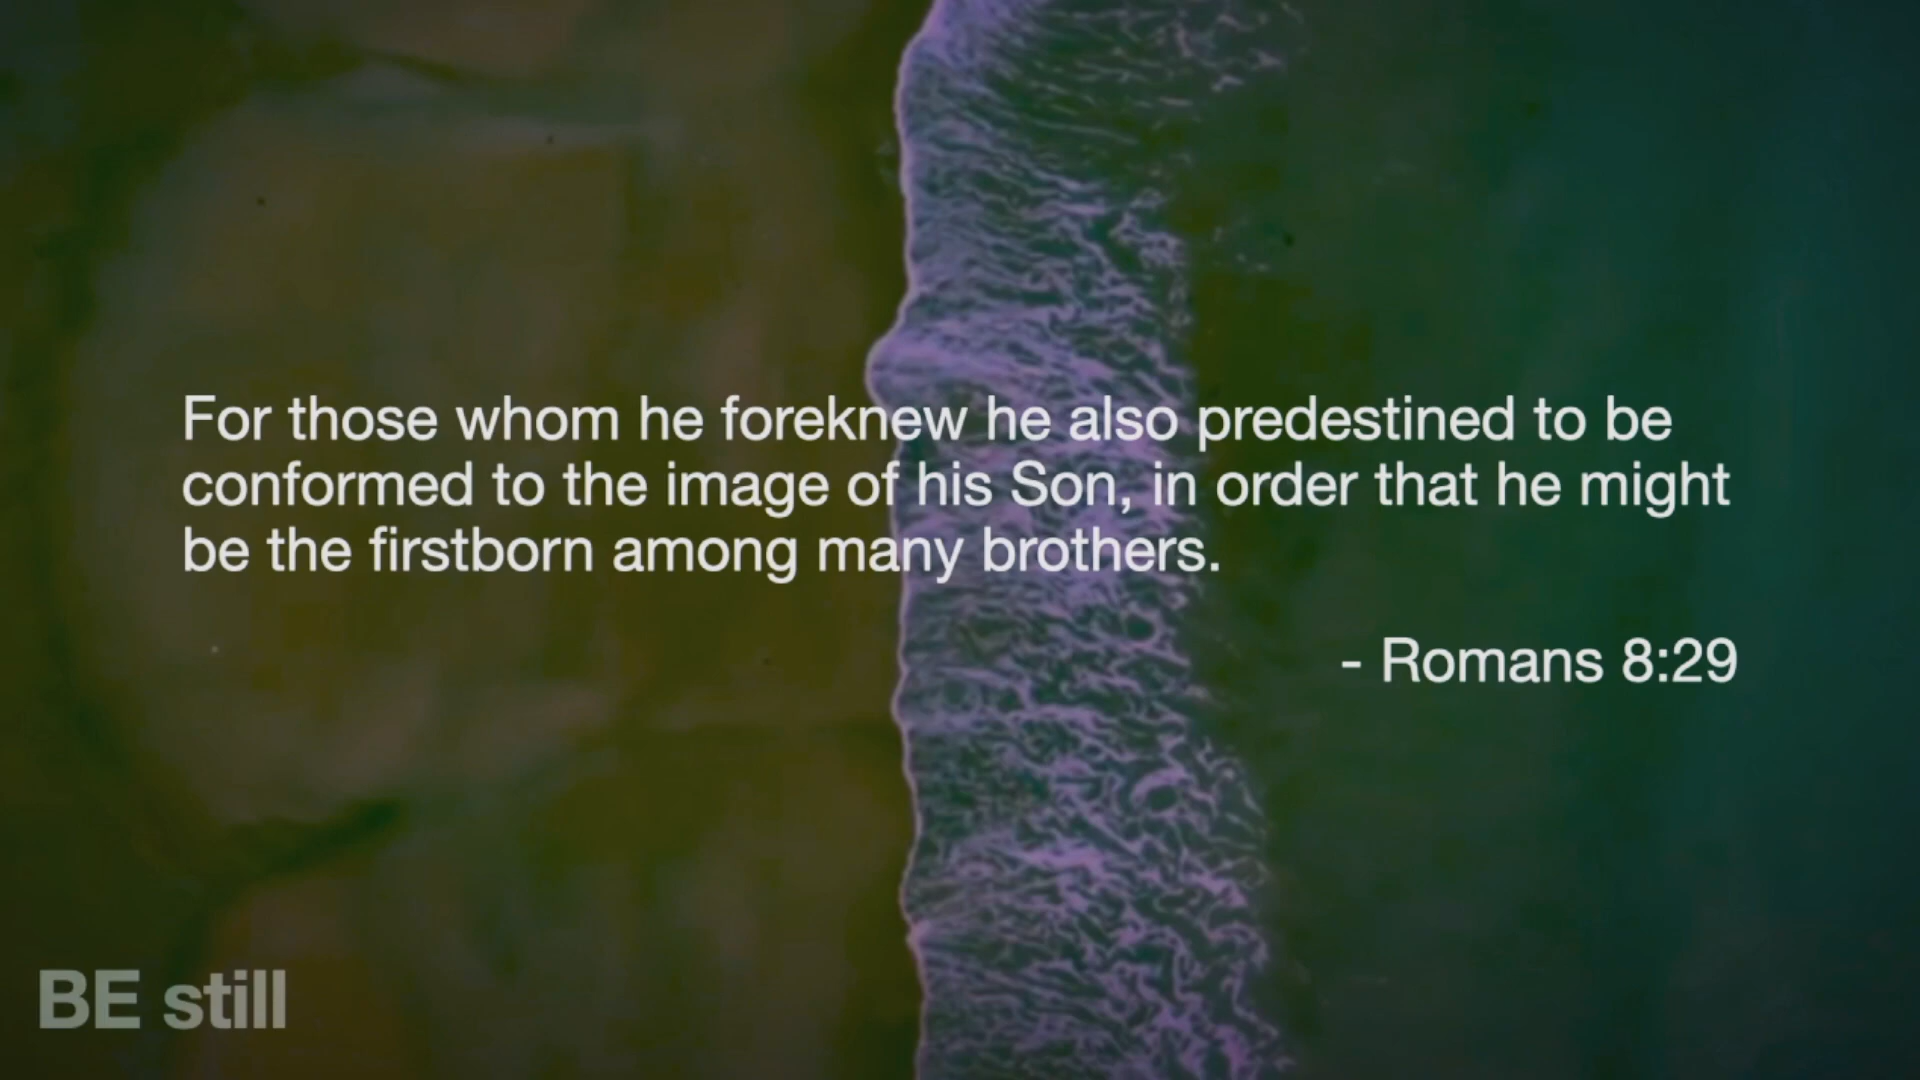 For those whom he foreknew he also predestined to be
conformed to the image of his Son, in order that he might
be the firstborn among many brothers.
- Romans 8:29
BE still